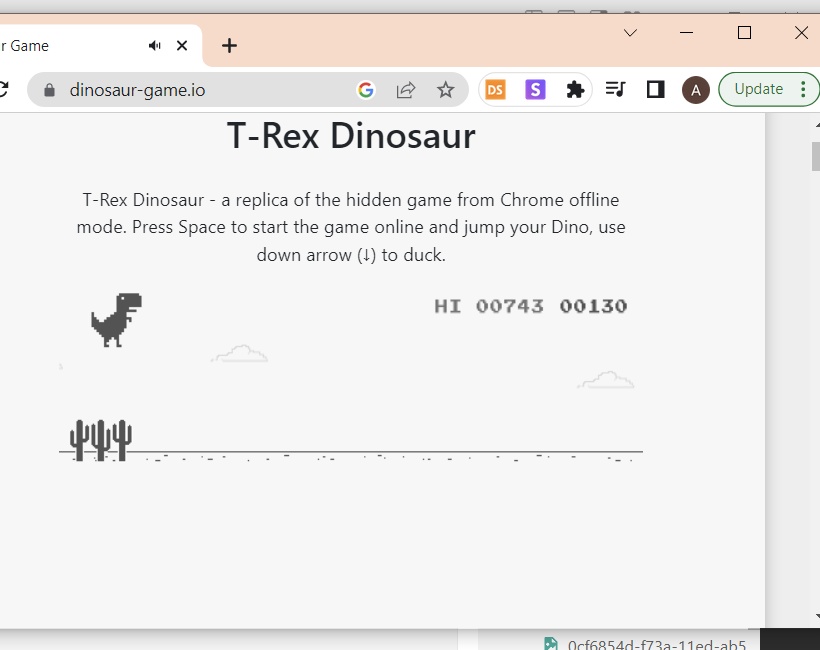 r Game
dinosaur-game.io
DS
S
A
Update
T-Rex Dinosaur
T-Rex Dinosaur - a replica of the hidden game from Chrome offline
mode. Press Space to start the game online and jump your Dino, use
down arrow (↓) to duck.
HI 00743 00130
0cf6854d-f73a-11ed-ab5